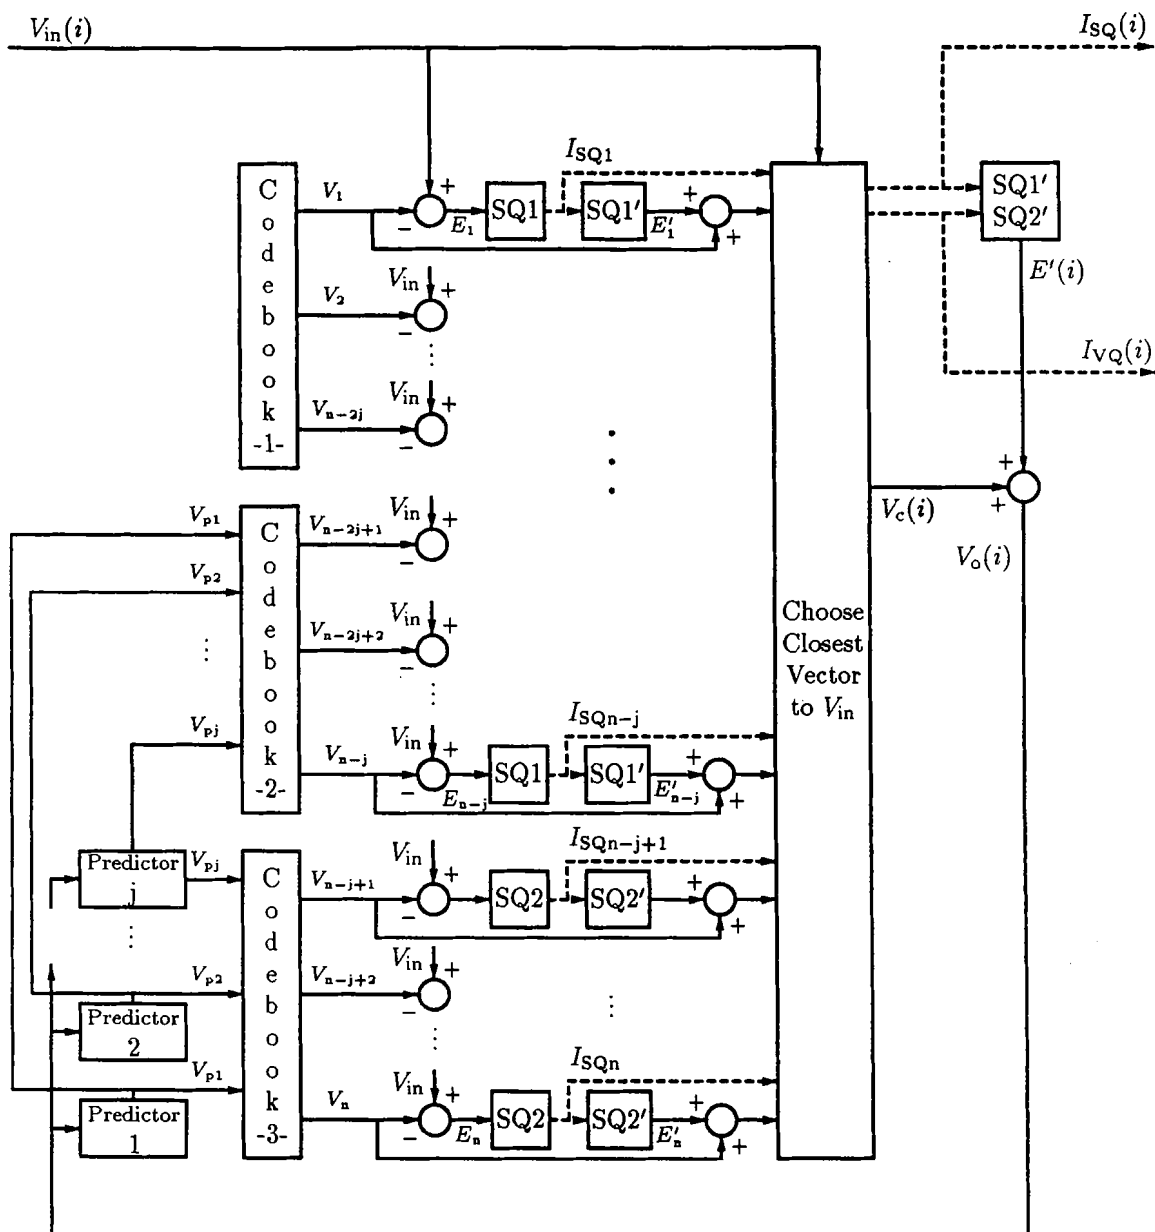 V_in(i)
I_SQ(i)
I_SQ1
C o d e b o o k -1-
V_1
+
−
E_1
SQ1
SQ1′
E′_1
+
+
SQ1′
SQ2′
E′(i)
V_in
+
V_2
−
I_VQ(i)
V_in
+
V_n−2j
−
+
+
V_c(i)
V_o(i)
V_p1
C o d e b o o k -2-
V_in
+
V_n−2j+1
−
V_p2
V_in
+
V_n−2j+2
−
Choose
Closest
Vector
to V_in
V_pj
V_in
+
V_n−j
−
E_n−j
I_SQn−j
SQ1
SQ1′
E′_n−j
+
+
Predictor
j
V_pj
C o d e b o o k -3-
V_in
+
V_n−j+1
−
I_SQn−j+1
SQ2
SQ2′
+
+
V_p2
V_in
+
V_n−j+2
−
Predictor
2
V_p1
I_SQn
V_in
+
Predictor
1
V_n
−
E_n
SQ2
SQ2′
E′_n
+
+